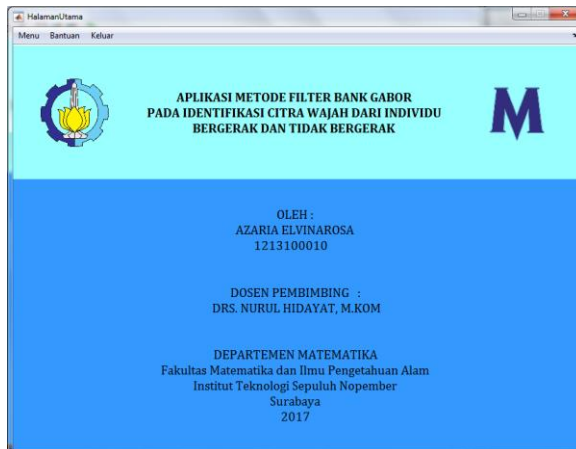 HalamanUtama
Menu Bantuan Keluar
APLIKASI METODE FILTER BANK GABOR
PADA IDENTIFIKASI CITRA WAJAH DARI INDIVIDU
BERGERAK DAN TIDAK BERGERAK
M
OLEH :
AZARIA ELVINAROSA
1213100010
DOSEN PEMBIMBING :
DRS. NURUL HIDAYAT, M.KOM
DEPARTEMEN MATEMATIKA
Fakultas Matematika dan Ilmu Pengetahuan Alam
Institut Teknologi Sepuluh Nopember
Surabaya
2017